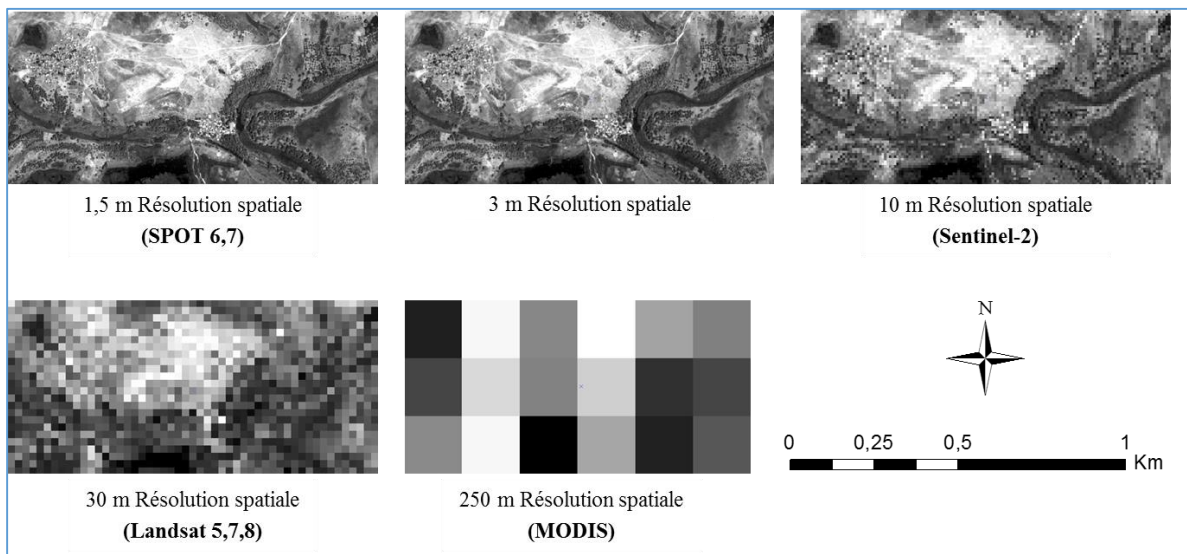 1,5 m Résolution spatiale
(SPOT 6,7)
3 m Résolution spatiale
10 m Résolution spatiale
(Sentinel-2)
30 m Résolution spatiale
(Landsat 5,7,8)
250 m Résolution spatiale
(MODIS)
N
0 0,25 0,5 1
Km